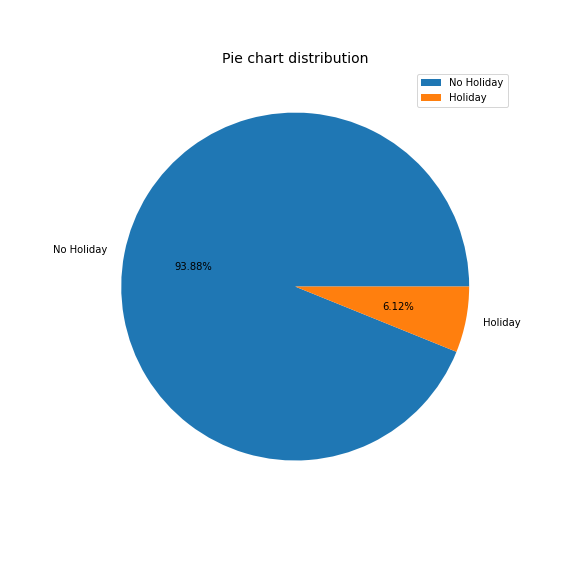 Pie chart distribution
No Holiday
Holiday
No Holiday
93.88%
6.12%
Holiday